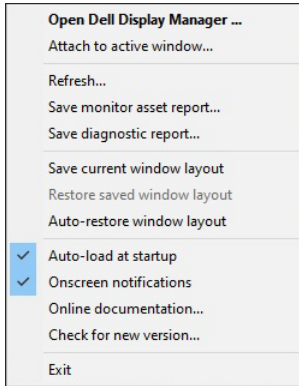 Open Dell Display Manager ...
Attach to active window...
Refresh...
Save monitor asset report...
Save diagnostic report...
Save current window layout
Restore saved window layout
Auto-restore window layout
Auto-load at startup
Onscreen notifications
Online documentation...
Check for new version...
Exit